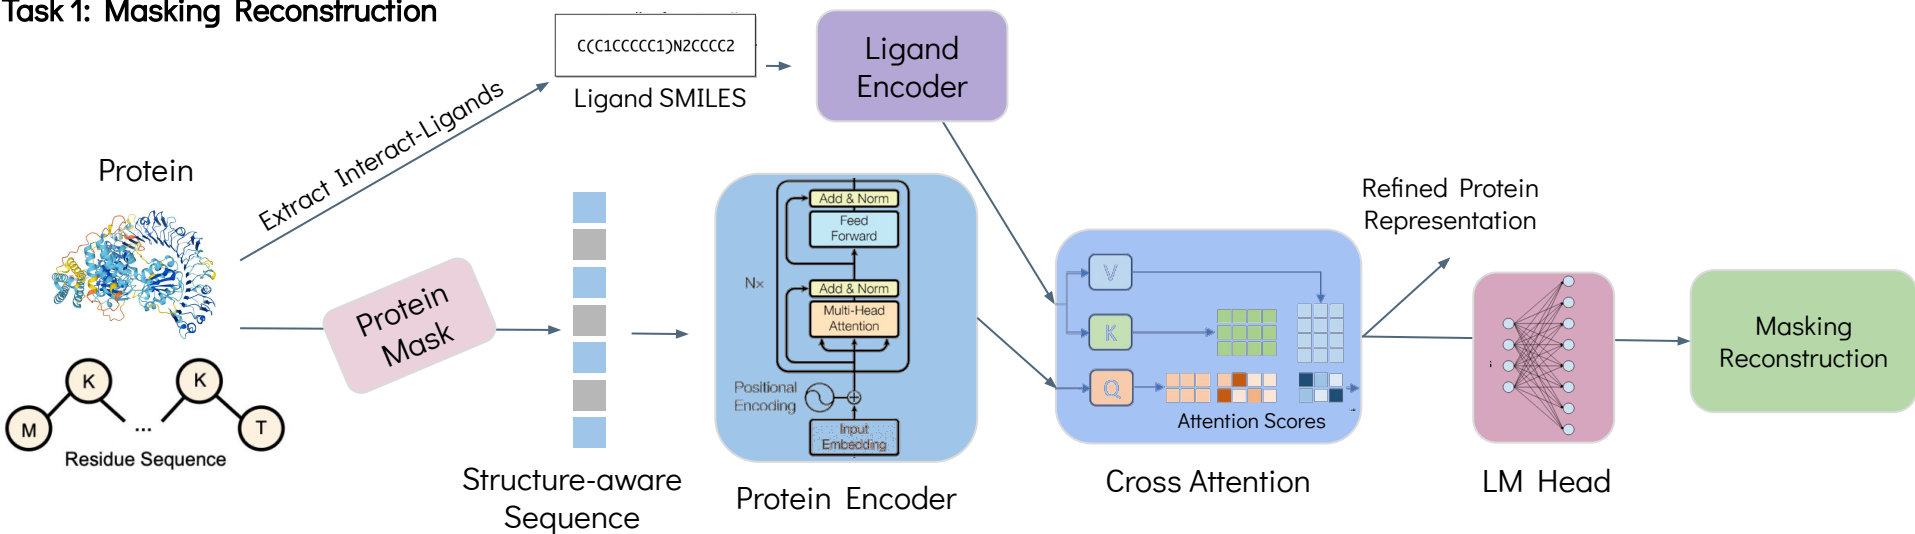 Task 1: Masking Reconstruction
C(C1CCCCC1)N2CCCC2
Ligand SMILES
Ligand
Encoder
Extract Interact-Ligands
Protein
Protein
Mask
M
K
...
K
T
Residue Sequence
Structure-aware
Sequence
Add & Norm
Feed
Forward
N×
Add & Norm
Multi-Head
Attention
Positional
Encoding
Input
Embedding
Protein Encoder
V
K
Q
Attention Scores
Cross Attention
Refined Protein
Representation
LM Head
Masking
Reconstruction